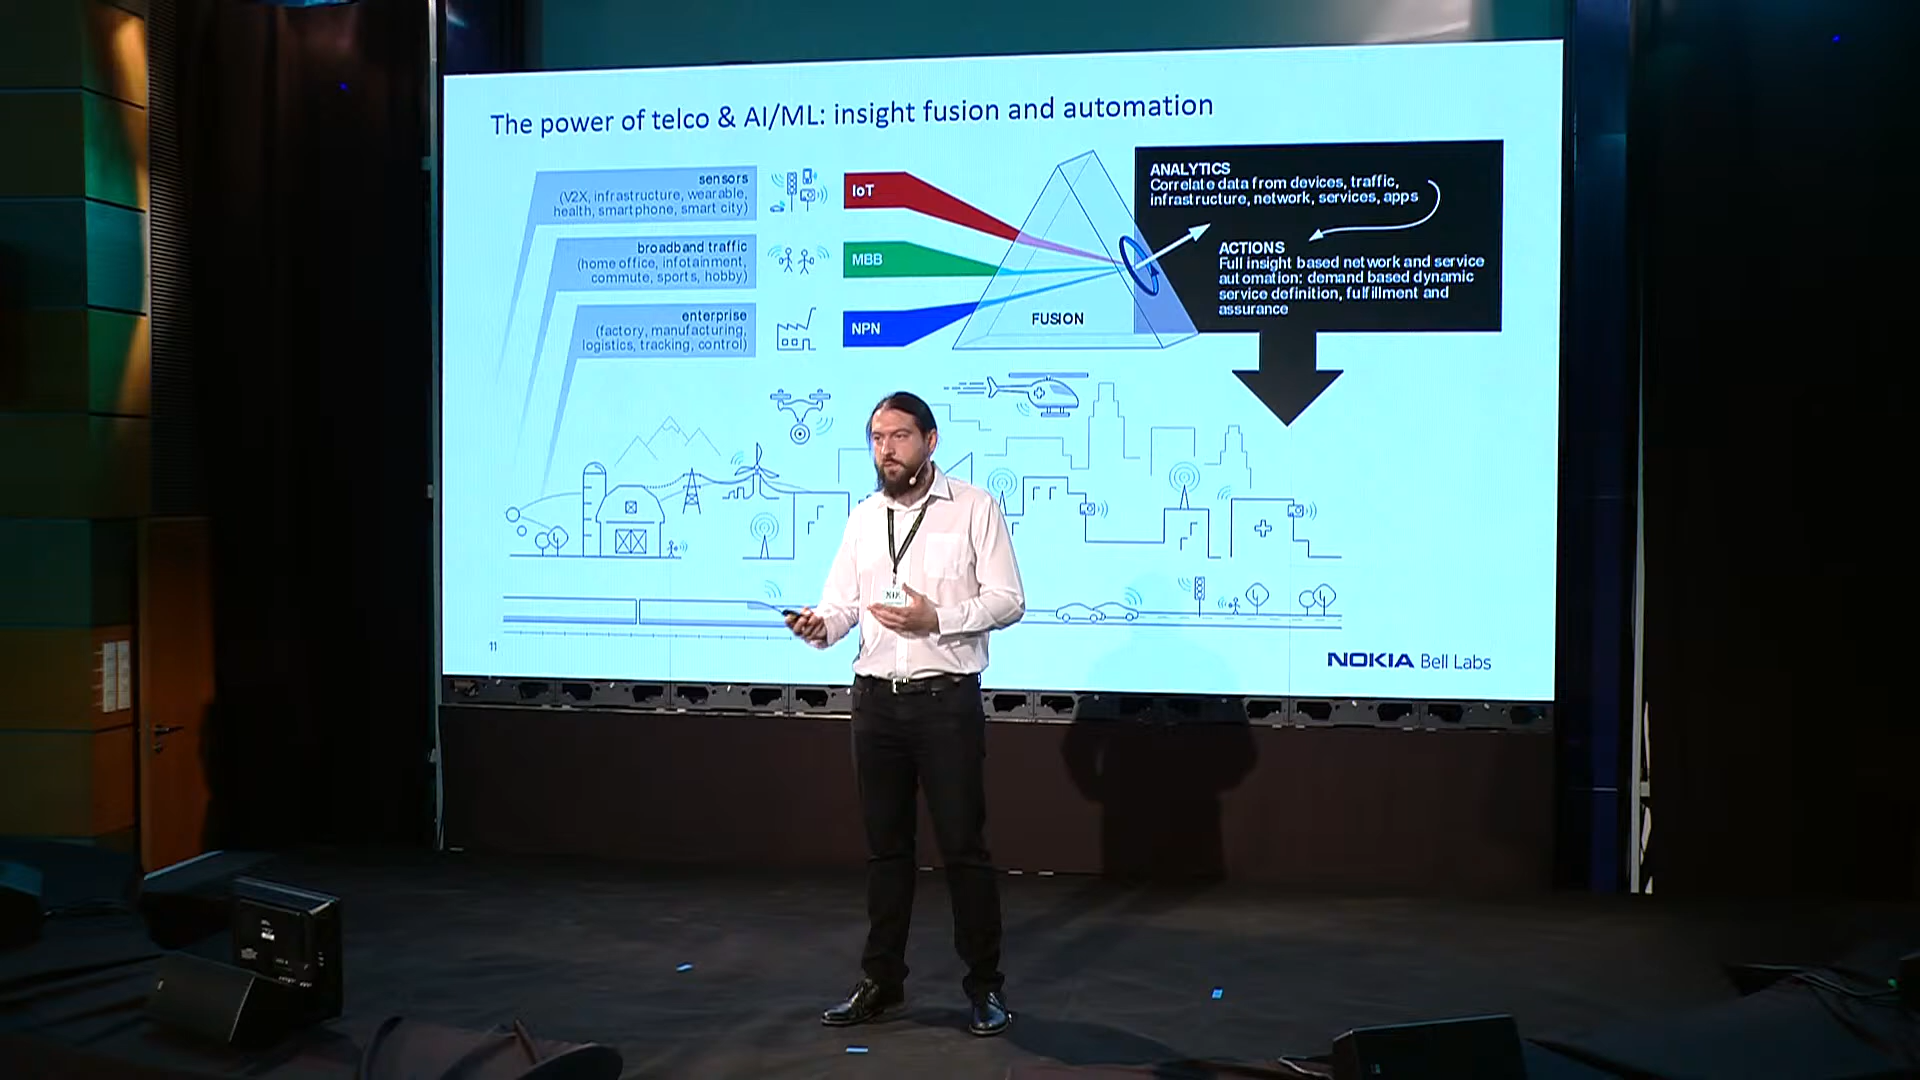 The power of telco & AI/ML: insight fusion and automation
sensors
(V2X, infrastructure, wearable,
health, smartphone, smart city)
IoT
broadband traffic
(home office, infotainment,
commute, sports, hobby)
MBB
enterprise
(factory, manufacturing,
logistics, tracking, control)
NPN
FUSION
ANALYTICS
Correlate data from devices, traffic,
infrastructure, network, services, apps
ACTIONS
Full insight based network and service
automation: demand based dynamic
service definition, fulfillment and
assurance
11
NOKIA Bell Labs